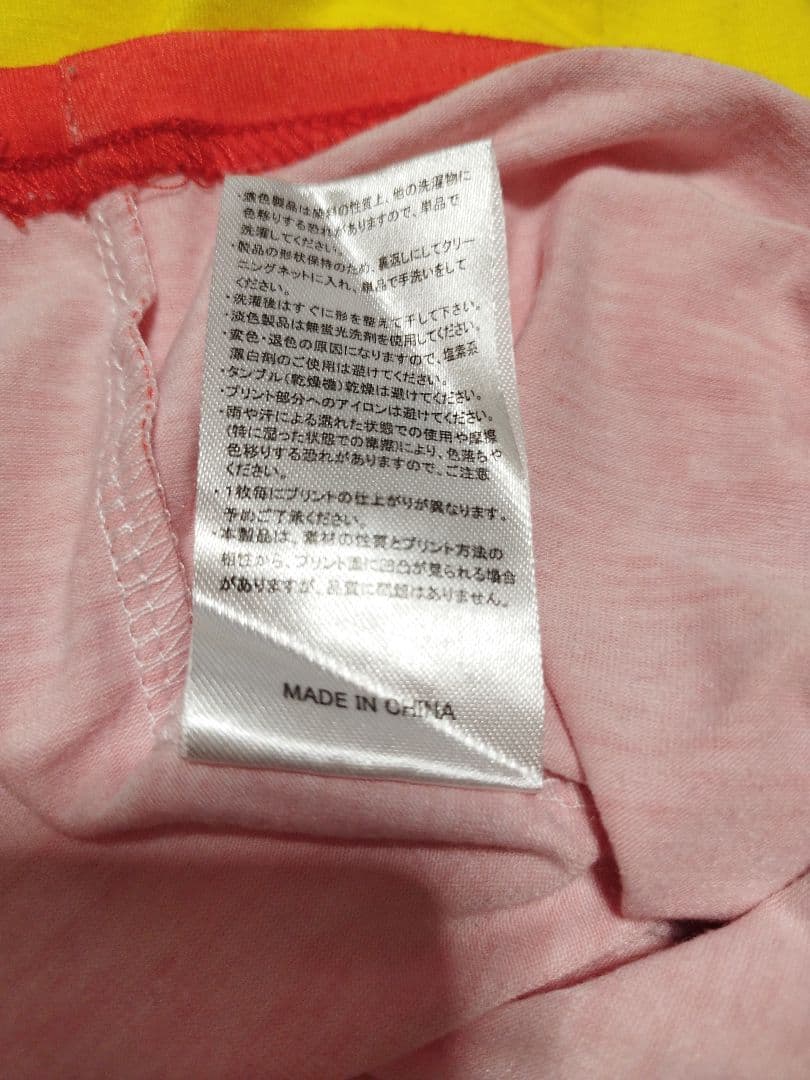 ・濃色製品は染料の性質上、他の洗濯物に
色移りする恐れがありますので、単品で
洗濯してください。
・製品の形状保持のため、裏返しにしてクリー
ニングネットに入れ、単品で手洗いをして
ください。
・洗濯後はすぐに形を整えて干して下さい。
・淡色製品は無蛍光洗剤を使用してください。
・変色・退色の原因になりますので、塩素系
漂白剤のご使用は避けてください。
・タンブル(乾燥機)乾燥は避けてください。
・プリント部分へのアイロンは避けてください。
・雨や汗による濡れた状態での使用や摩擦
(特に湿った状態での摩擦)により、色落ちや
色移りする恐れがありますので、ご注意
ください。
・1枚毎にプリントの仕上がりが異なります。
予めご了承ください。
・本製品は、素材の性質とプリント方法の
相性から、プリント面に凹凸が見られる場合
がありますが、品質に問題はありません。
MADE IN CHINA